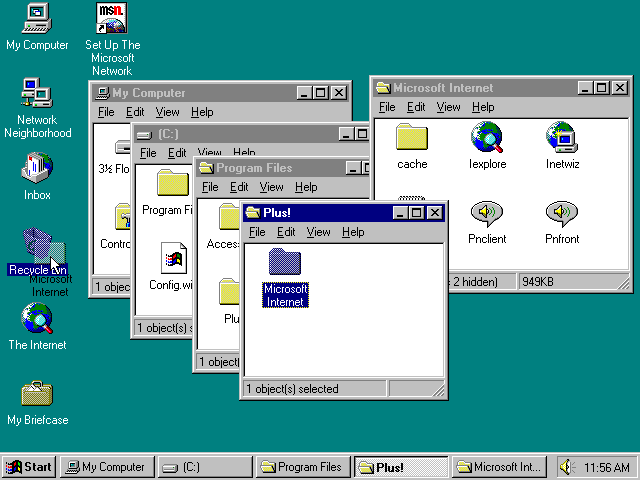 My Computer
msn.
Set Up The
Microsoft
Network
Network
Neighborhood
Inbox
Recycle Bin
Microsoft
Internet
The Internet
My Briefcase
My Computer
File Edit View Help
3½ Flo
Contro
1 object
(C:)
File Edit View Help
Program Fi
Config.wi
1 object(s)
Program Files
File Edit View Help
Access
Plu
1 object(s)
Plus!
File Edit View Help
Microsoft
Internet
1 object(s) selected
Microsoft Internet
File Edit View Help
cache
Iexplore
Inetwiz
Pnclient
Pnfront
2 hidden)
949KB
Start
My Computer
(C:)
Program Files
Plus!
Microsoft Int...
11:56 AM